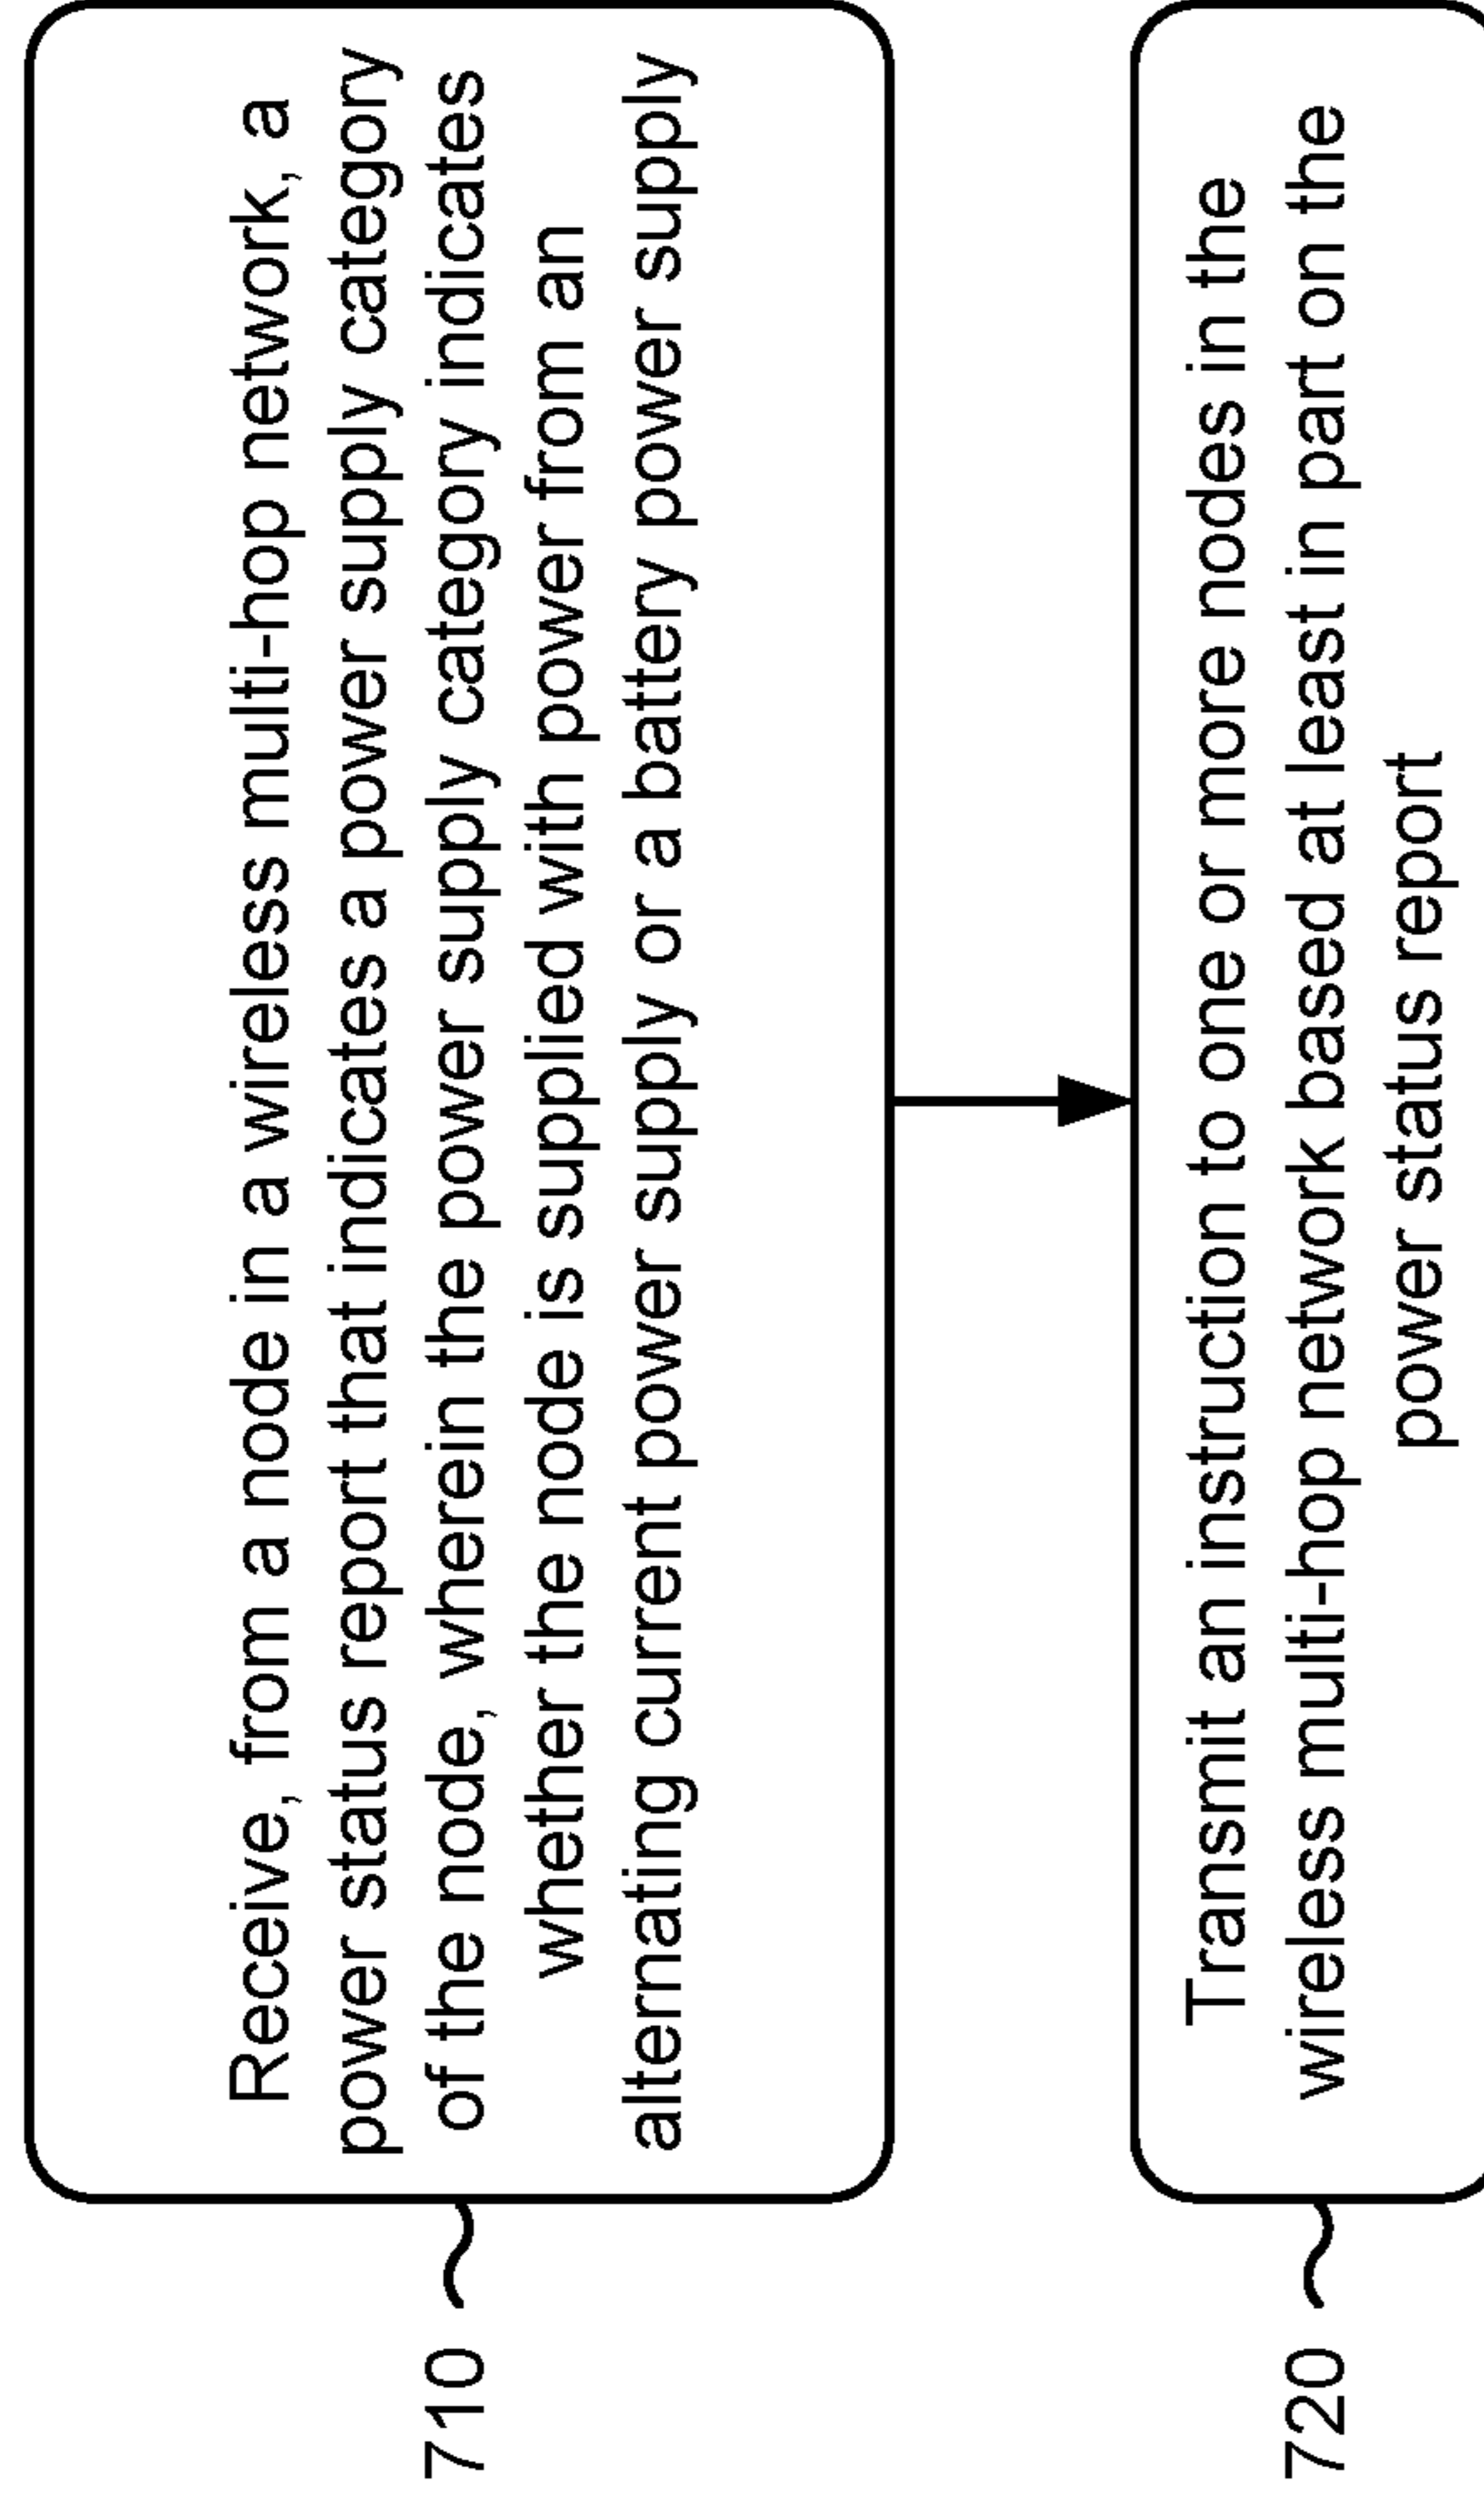 710
Receive, from a node in a wireless multi-hop network, a
power status report that indicates a power supply category
of the node, wherein the power supply category indicates
whether the node is supplied with power from an
alternating current power supply or a battery power supply
720
Transmit an instruction to one or more nodes in the
wireless multi-hop network based at least in part on the
power status report